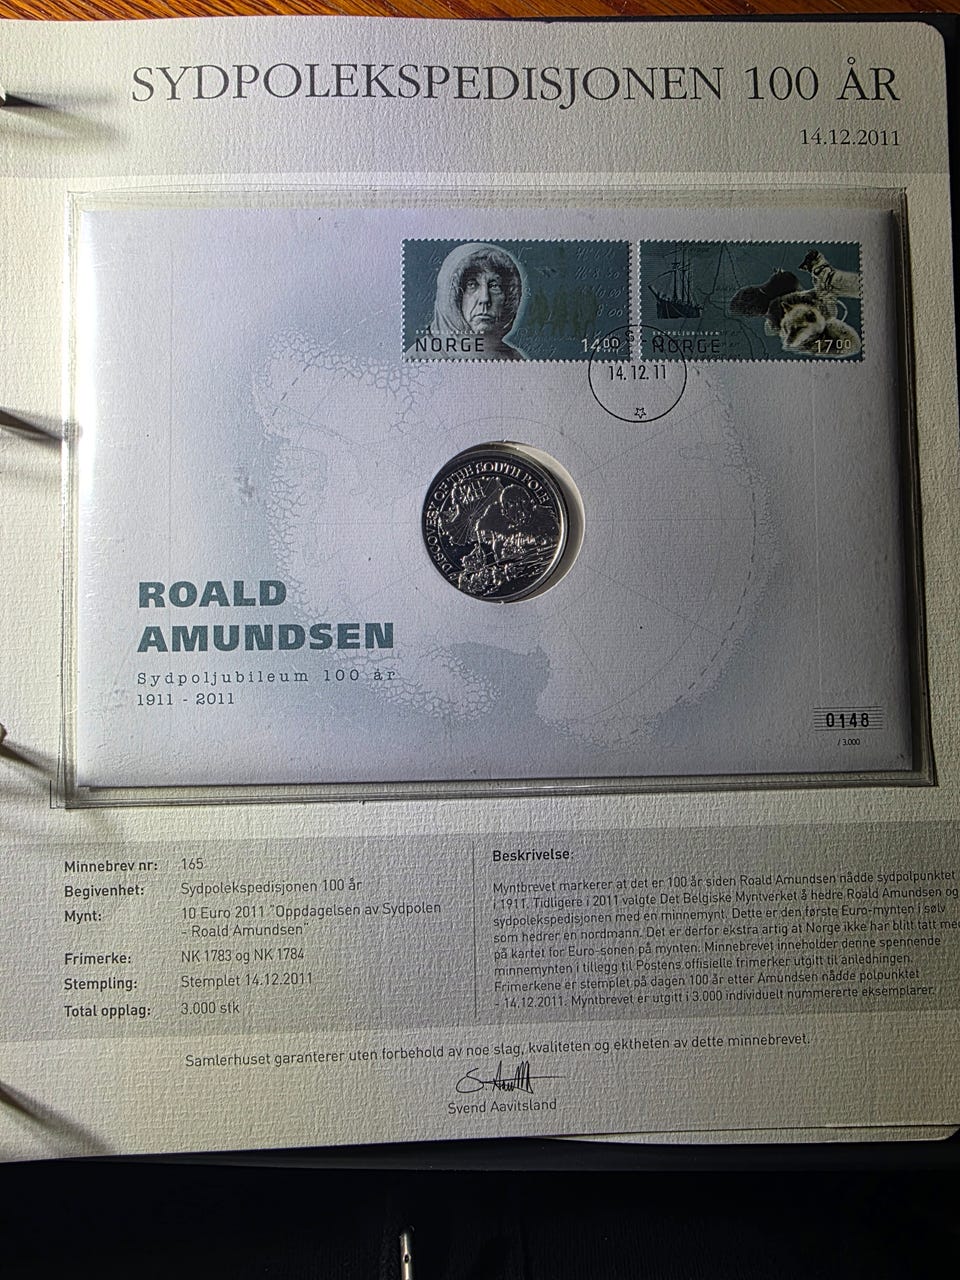 SYDPOLEKSPEDISJONEN 100 ÅR
14.12.2011
SYDPOLJUBILEUM
NORGE
14 00
SYDPOLJUBILEUM
NORGE
17 00
14.12.11
DISCOVERY OF THE SOUTH POLE
ROALD
AMUNDSEN
Sydpoljubileum 100 år
1911 - 2011
0148
/ 3.000
Minnebrev nr: 165
Begivenhet: Sydpolekspedisjonen 100 år
Mynt: 10 Euro 2011 "Oppdagelsen av Sydpolen
- Roald Amundsen"
Frimerke: NK 1783 og NK 1784
Stempling: Stemplet 14.12.2011
Total opplag: 3.000 stk
Beskrivelse:
Myntbrevet markerer at det er 100 år siden Roald Amundsen nådde sydpolpunktet
i 1911. Tidligere i 2011 valgte Det Belgiske Myntverket å hedre Roald Amundsen og
sydpolekspedisjonen med en minnemynt. Dette er den første Euro-mynten i sølv
som hedrer en nordmann. Det er derfor ekstra artig at Norge ikke har blitt tatt med
på kartet for Euro-sonen på mynten. Minnebrevet inneholder denne spennende
minnemynten i tillegg til Postens offisielle frimerker utgitt til anledningen.
Frimerkene er stemplet på dagen 100 år etter Amundsen nådde polpunktet
- 14.12.2011. Myntbrevet er utgitt i 3.000 individuelt nummererte eksemplarer.
Samlerhuset garanterer uten forbehold av noe slag, kvaliteten og ektheten av dette minnebrevet.
Svend Aavitsland